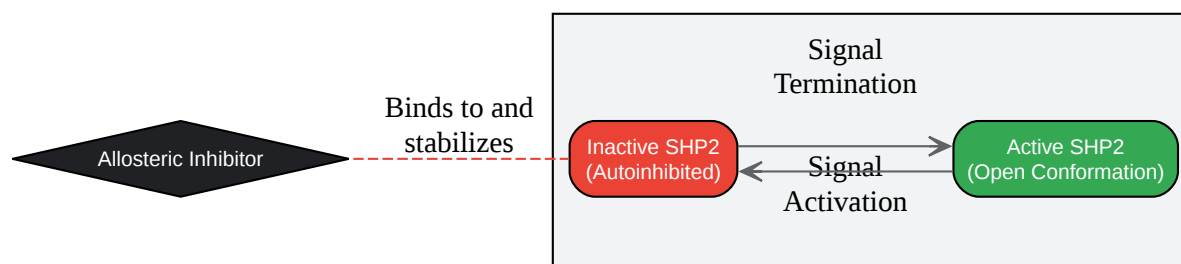 Signal
Termination
Binds to and
stabilizes
Allosteric Inhibitor
Inactive SHP2
(Autoinhibited)
Signal
Activation
Active SHP2
(Open Conformation)